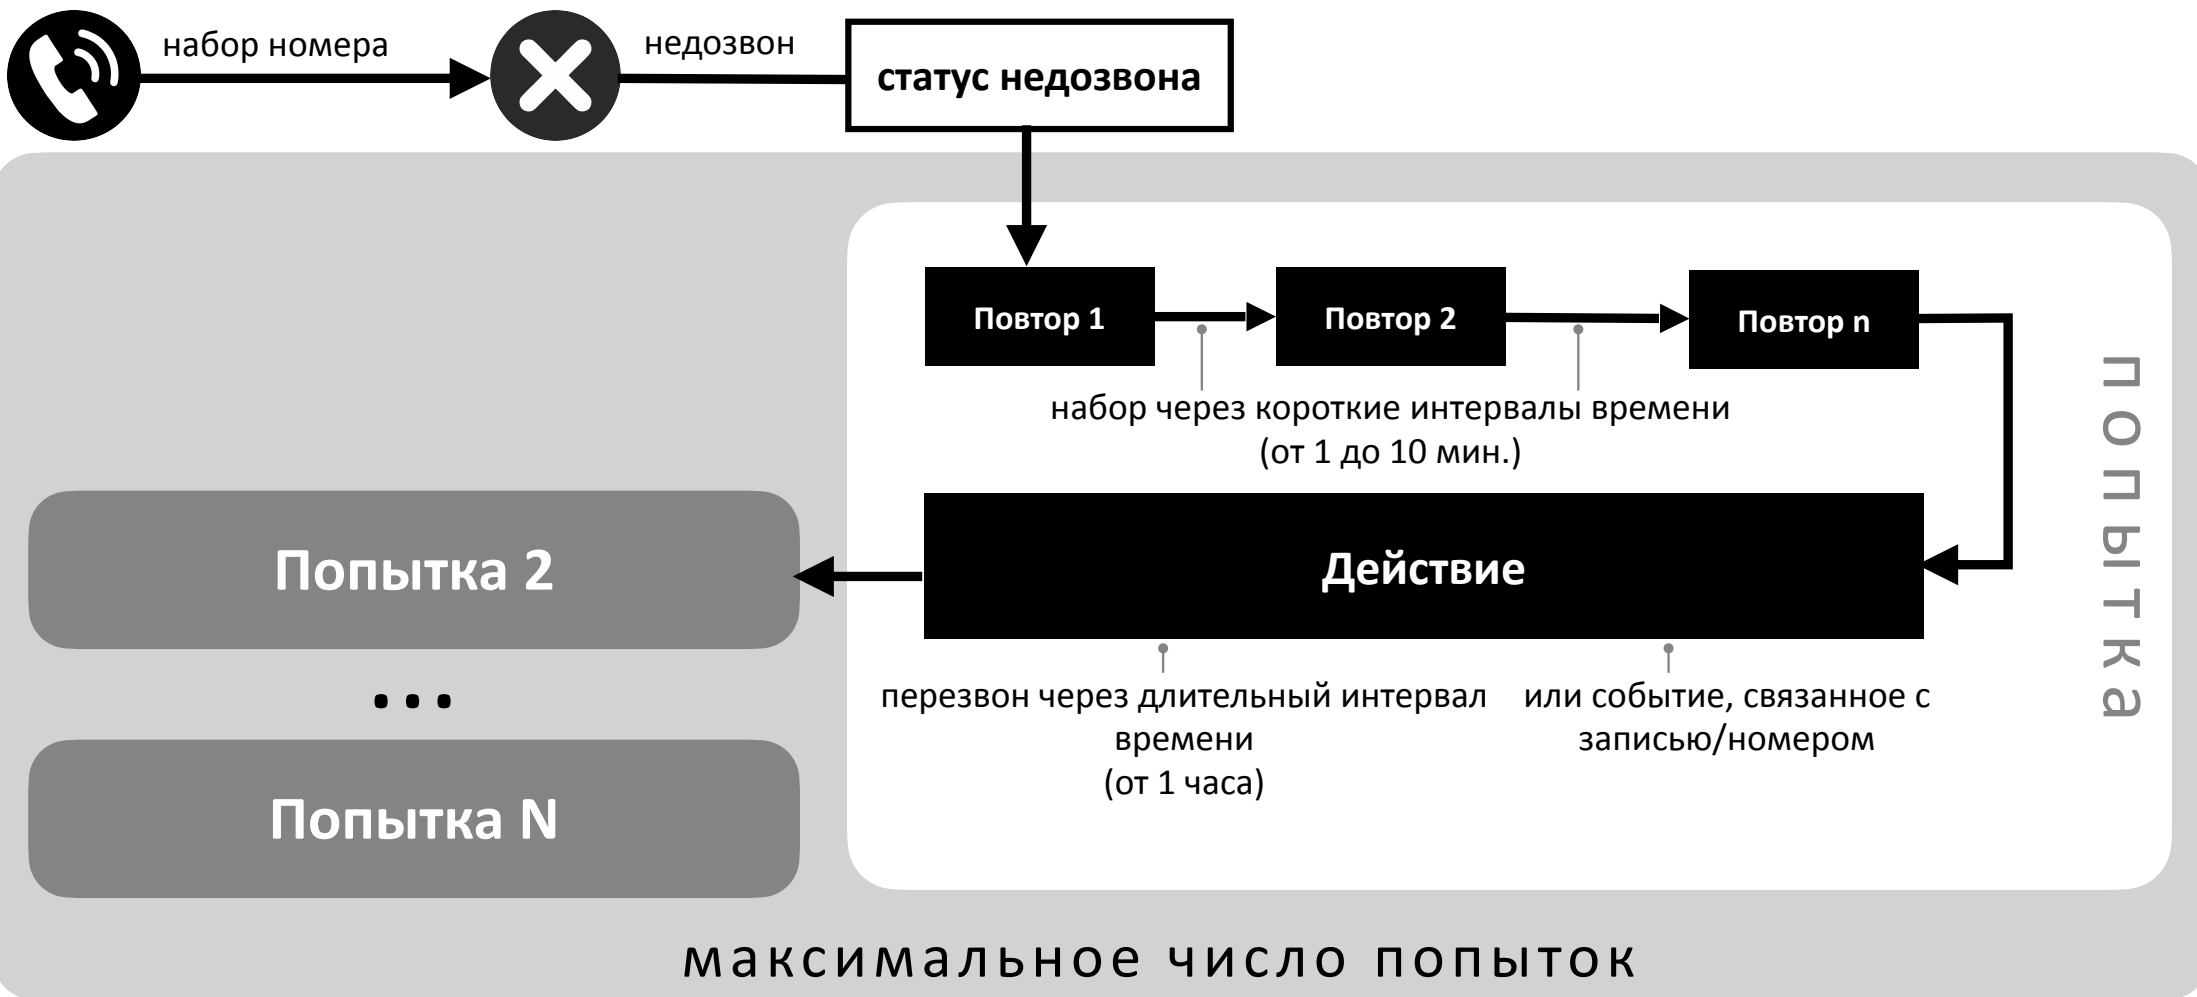 набор номера
недозвон
статус недозвона
Повтор 1
Повтор 2
Повтор n
набор через короткие интервалы времени
(от 1 до 10 мин.)
попытка
Действие
Попытка 2
перезвон через длительный интервал
времени
(от 1 часа)
или событие, связанное с
записью/номером
...
Попытка N
максимальное число попыток